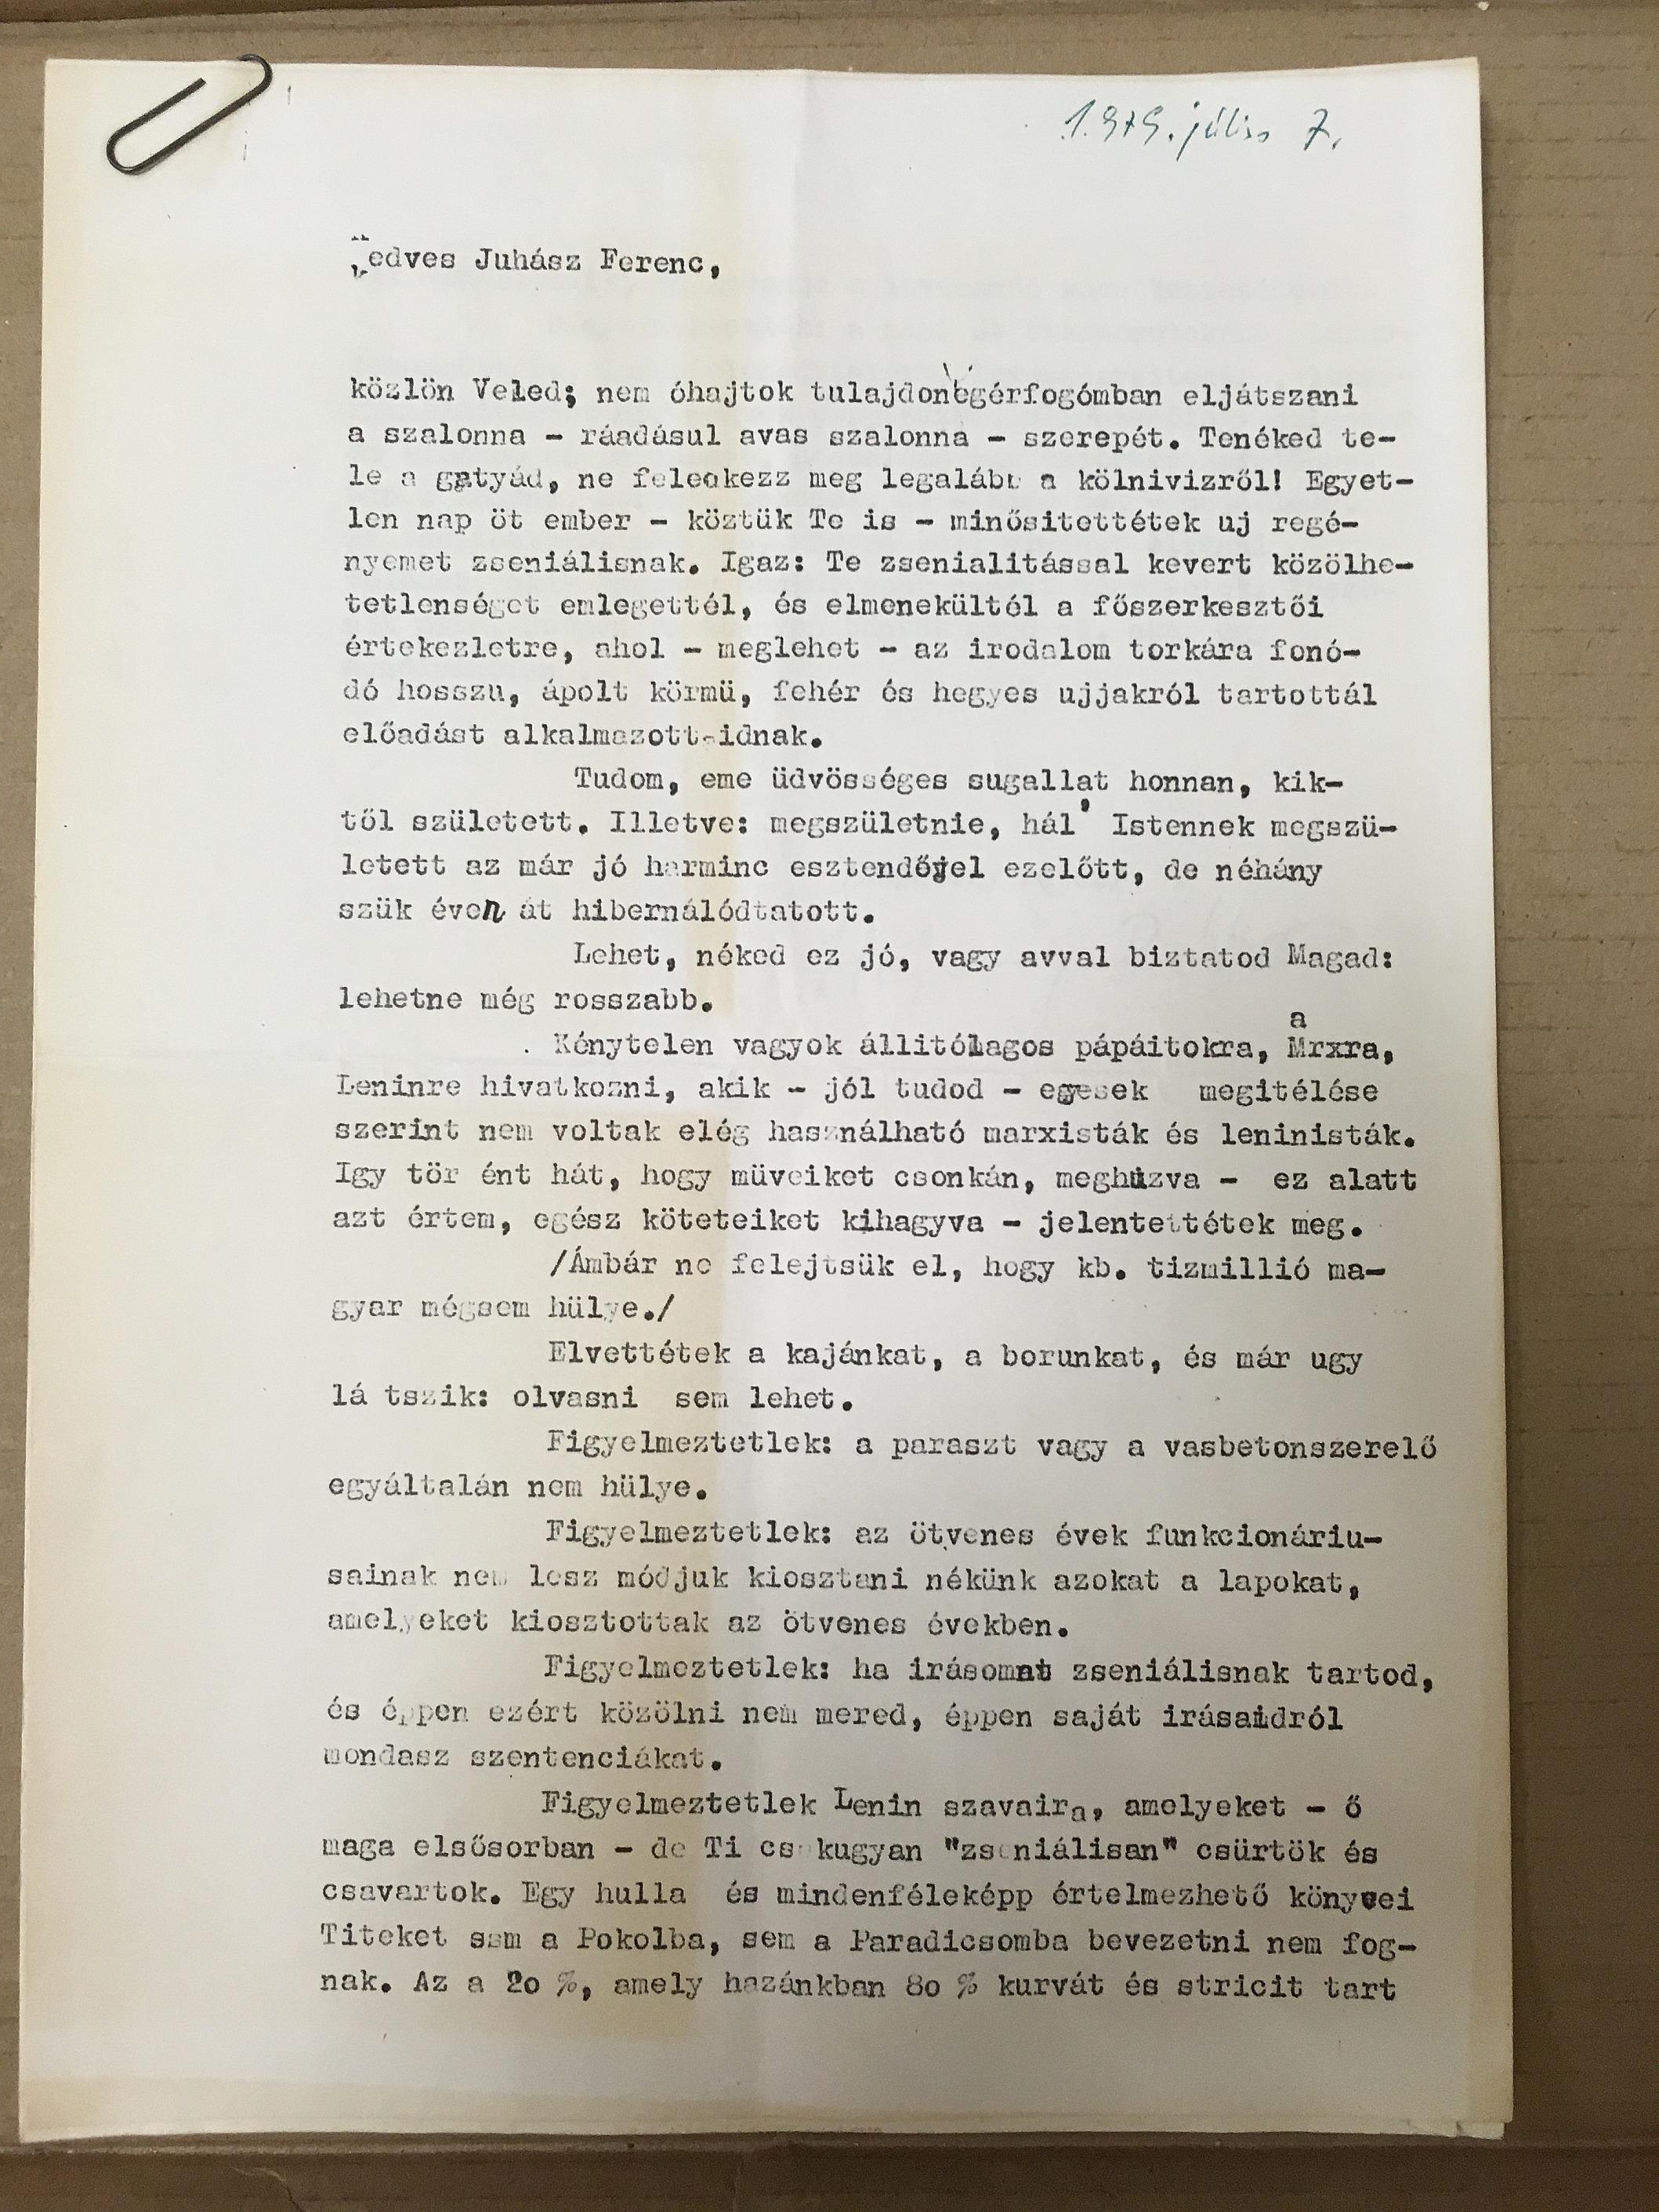 1979. július 7.
Kedves Juhász Ferenc,
közlön Veled; nem óhajtok tulajdon egérfogómban eljátszani
a szalonna - ráadásul avas szalonna - szerepét. Tenéked te-
le a gatyád, ne feledkezz meg legalább a kölnivizről! Egyet-
len nap öt ember - köztük Te is - minősitettétek uj regé-
nyemet zseniálisnak. Igaz: Te zsenialitással kevert közölhe-
tetlenséget emlegettél, és elmenekültél a főszerkesztői
értekezletre, ahol - meglehet - az irodalom torkára fonó-
dó hosszu, ápolt körmü, fehér és hegyes ujjakról tartottál
előadást alkalmazott-idnak.
Tudom, eme üdvösséges sugallat honnan, kik-
től született. Illetve: megszületnie, hál' Istennek megszü-
letett az már jó harminc esztendővel ezelőtt, de néhány
szük éven át hibernálódtatott.
Lehet, néked ez jó, vagy avval biztatod Magad:
lehetne még rosszabb.
Kénytelen vagyok állitólagos pápáitokra, Marxra,
Leninre hivatkozni, akik - jól tudod - egyesek megitélése
szerint nem voltak elég használható marxisták és leninisták.
Igy tör ént hát, hogy müveiket csonkán, meghuzva - ez alatt
azt értem, egész köteteiket kihagyva - jelentettétek meg.
/Ámbár ne felejtsük el, hogy kb. tizmillió ma-
gyar mégsem hülye./
Elvettétek a kajánkat, a borunkat, és már ugy
lá tszik: olvasni sem lehet.
Figyelmeztetlek: a paraszt vagy a vasbetonszerelő
egyáltalán nem hülye.
Figyelmeztetlek: az ötvenes évek funkcionáriu-
sainak nem lesz módjuk kiosztani nékünk azokat a lapokat,
amelyeket kiosztottak az ötvenes években.
Figyelmeztetlek: ha irásomat zseniálisnak tartod,
és éppen ezért közölni nem mered, éppen saját irásaidról
mondasz szentenciákat.
Figyelmeztetlek Lenin szavaira, amelyeket - ő
maga elsősorban - de Ti csakugyan "zseniálisan" csürtök és
csavartok. Egy hulla és mindenféleképp értelmezhető könyvei
Titeket sem a Pokolba, sem a Paradicsomba bevezetni nem fog-
nak. Az a 20 %, amely hazánkban 80 % kurvát és stricit tart